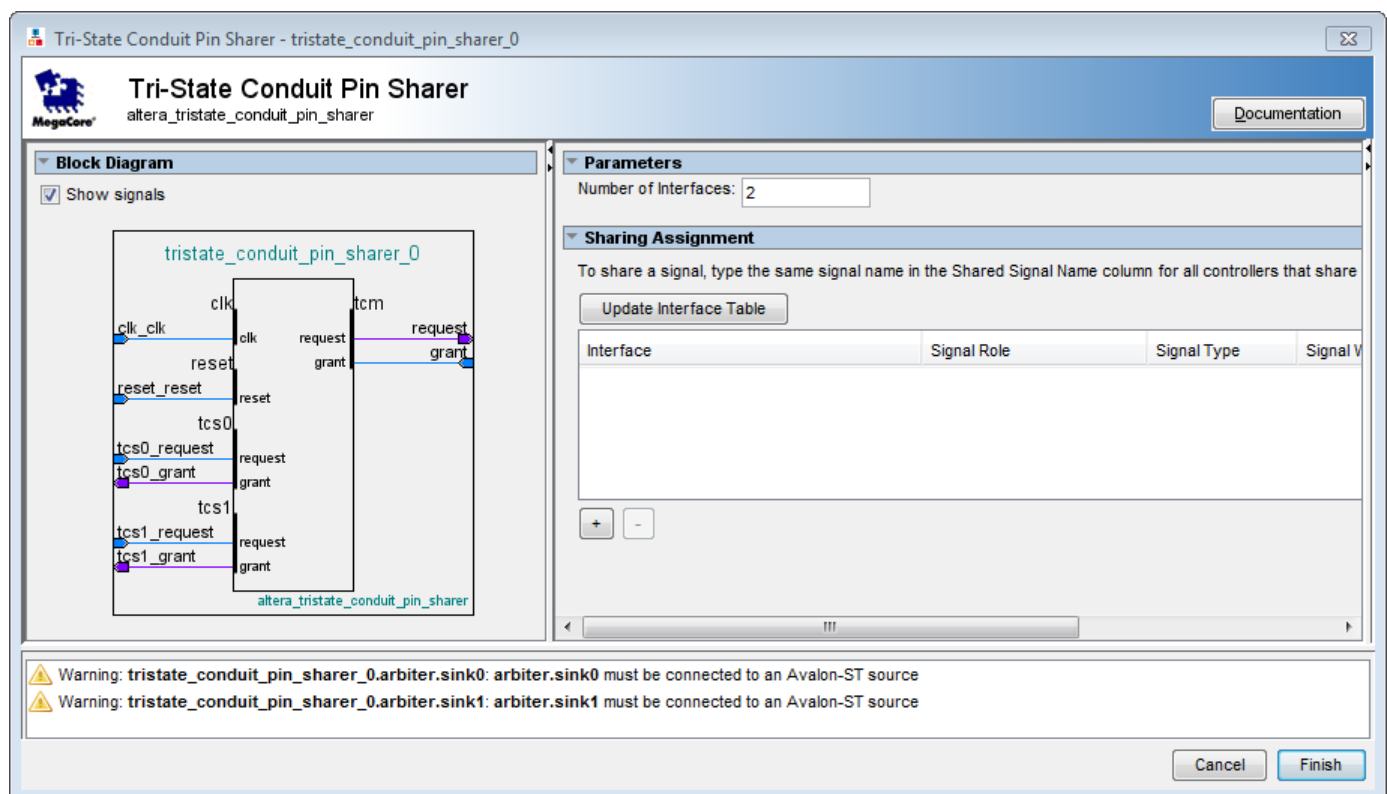 Tri-State Conduit Pin Sharer - tristate_conduit_pin_sharer_0
MegaCore'
Tri-State Conduit Pin Sharer
altera_tristate_conduit_pin_sharer
Documentation
Block Diagram
Show signals
tristate_conduit_pin_sharer_0
clk
tcm
clk_clk
request
clk
request
grant
reset
grant
reset_reset
reset
tcs0
tcs0_request
request
tcs0_grant
grant
tcs1
tcs1_request
request
tcs1_grant
grant
altera_tristate_conduit_pin_sharer
Parameters
Number of Interfaces: 2
Sharing Assignment
To share a signal, type the same signal name in the Shared Signal Name column for all controllers that share
Update Interface Table
Interface Signal Role Signal Type Signal W
+ -
Warning: tristate_conduit_pin_sharer_0.arbiter.sink0: arbiter.sink0 must be connected to an Avalon-ST source
Warning: tristate_conduit_pin_sharer_0.arbiter.sink1: arbiter.sink1 must be connected to an Avalon-ST source
Cancel Finish